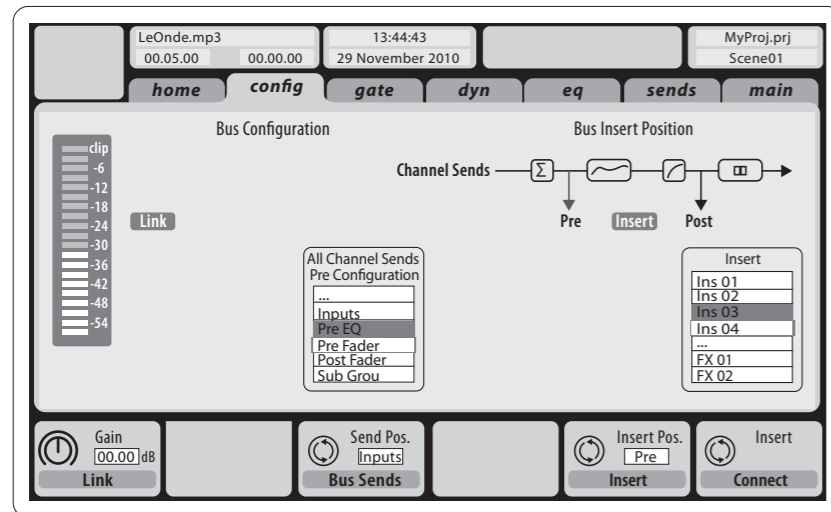 LeOnde.mp3
00.05.00 00.00.00
13:44:43
29 November 2010
MyProj.prj
Scene01
home config gate dyn eq sends main
Bus Configuration
Bus Insert Position
clip
-6
-12
-18
-24
-30
-36
-42
-48
-54
Link
Channel Sends Σ
Pre Insert Post
All Channel Sends
Pre Configuration
...
Inputs
Pre EQ
Pre Fader
Post Fader
Sub Grou
Insert
Ins 01
Ins 02
Ins 03
Ins 04
...
FX 01
FX 02
Gain
00.00 dB
Link
Send Pos.
Inputs
Bus Sends
Insert Pos.
Pre
Insert
Insert
Connect